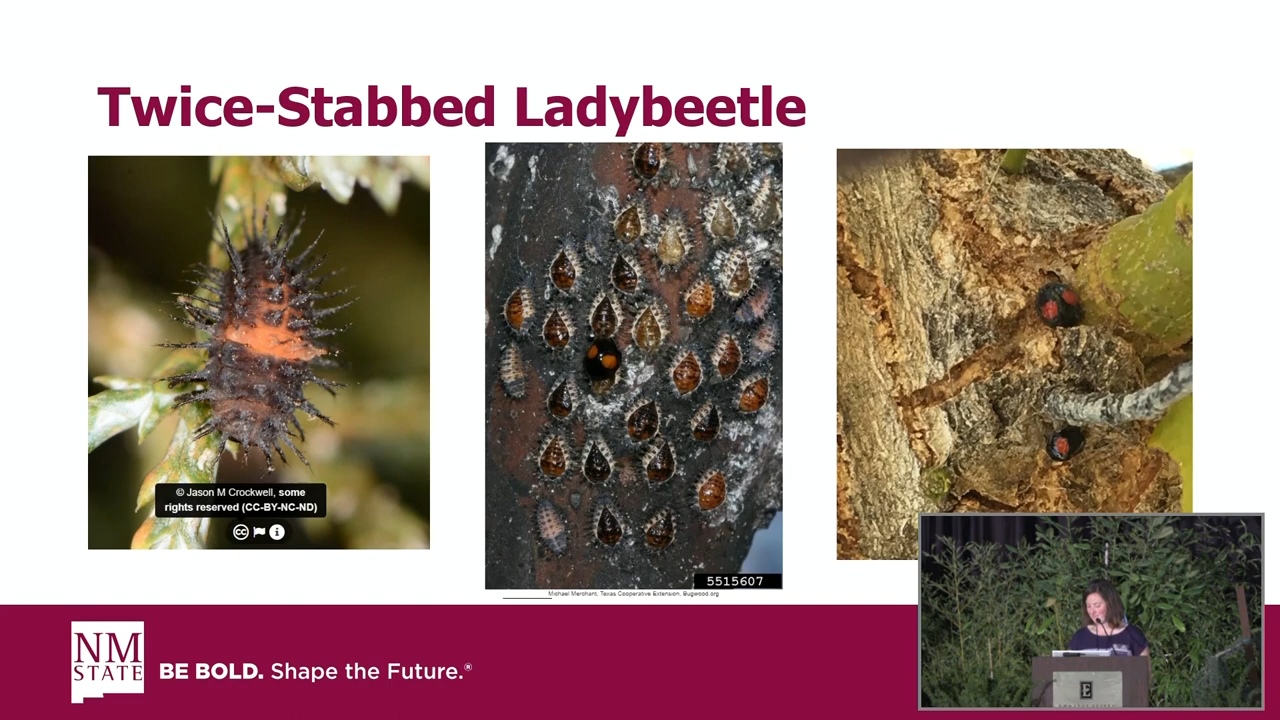 Twice-Stabbed Ladybeetle
© Jason M Crockwell, some
rights reserved (CC-BY-NC-ND)
cc
i
5515607
Michael Merchant, Texas Cooperative Extension, Bugwood.org
NM
STATE
BE BOLD. Shape the Future.®
E